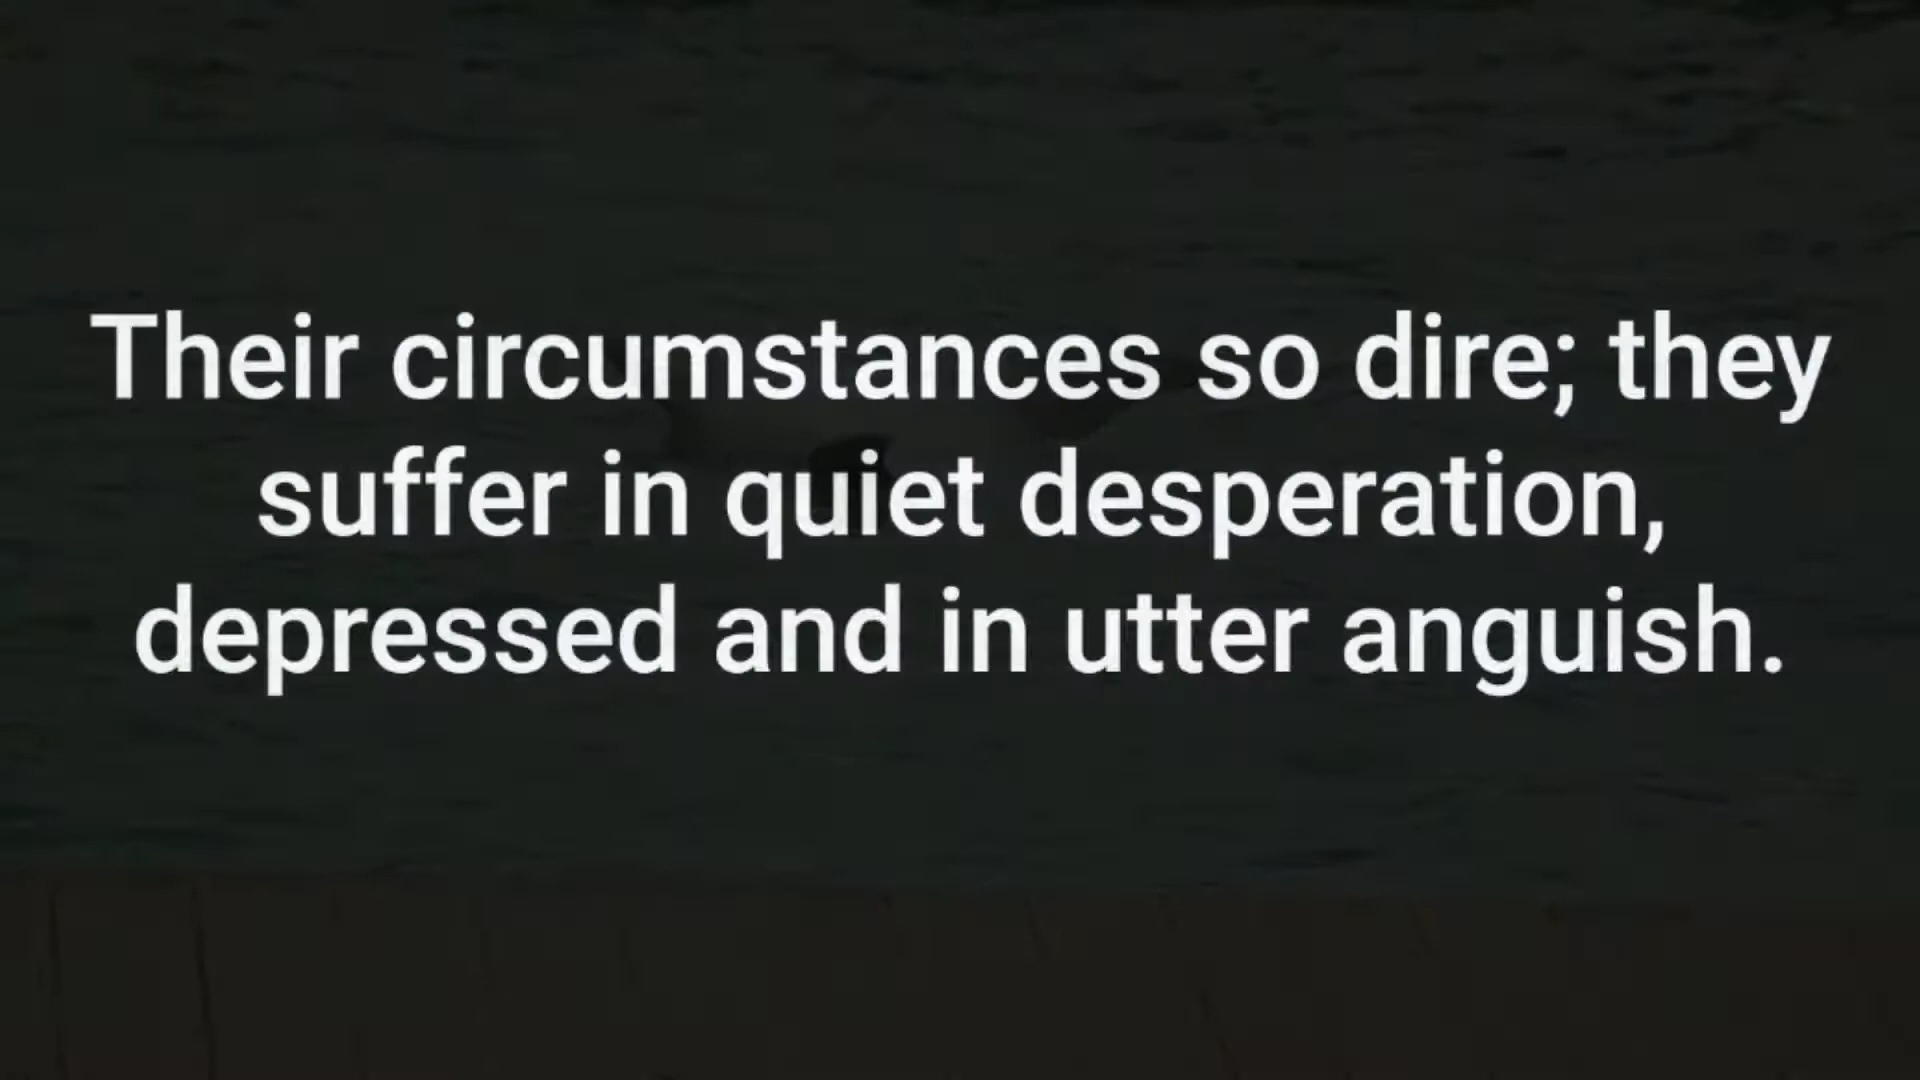 Their circumstances so dire; they
suffer in quiet desperation,
depressed and in utter anguish.